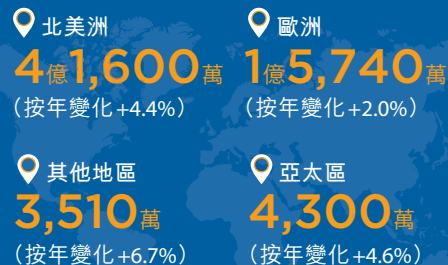 北美洲
4億1,600萬
（按年變化+4.4%）
歐洲
1億5,740萬
（按年變化+2.0%）
其他地區
3,510萬
（按年變化+6.7%）
亞太區
4,300萬
（按年變化+4.6%）